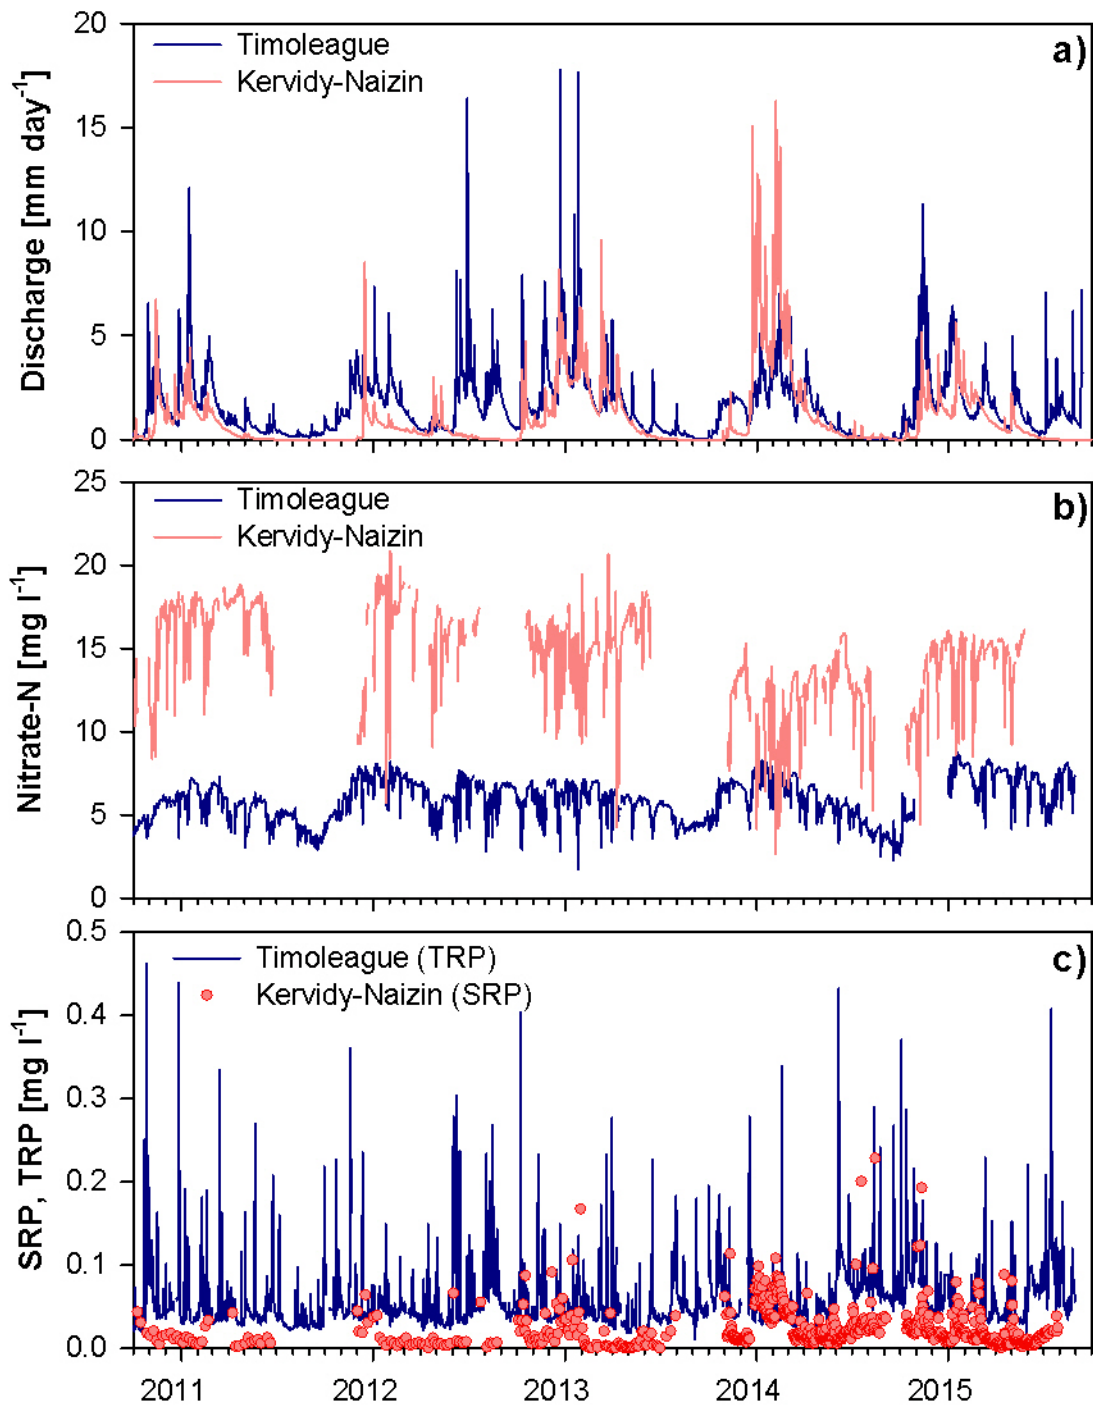 20
15
10
5
0
Discharge [mm day⁻¹]
Timoleague
Kervidy-Naizin
a)
25
20
15
10
5
0
Nitrate-N [mg l⁻¹]
Timoleague
Kervidy-Naizin
b)
0.5
0.4
0.3
0.2
0.1
0.0
SRP, TRP [mg l⁻¹]
Timoleague (TRP)
Kervidy-Naizin (SRP)
c)
2011 2012 2013 2014 2015